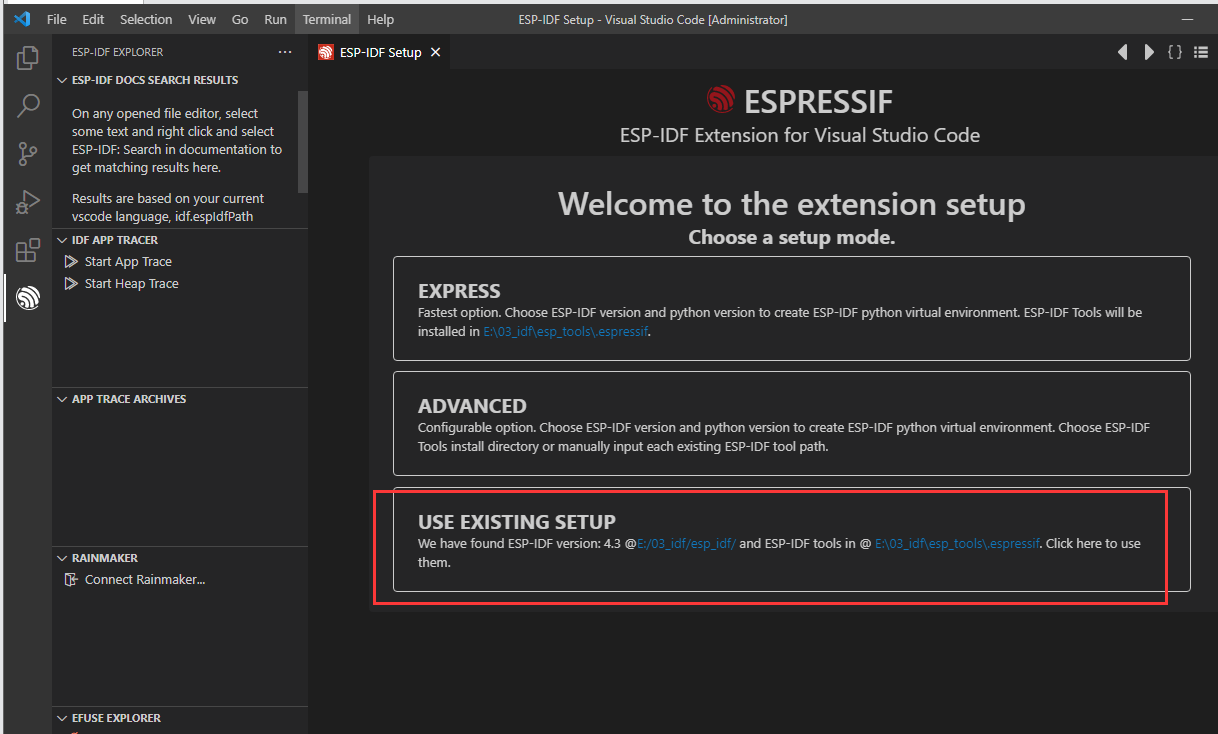 File Edit Selection View Go Run Terminal Help ESP-IDF Setup - Visual Studio Code [Administrator]
ESP-IDF EXPLORER
ESP-IDF DOCS SEARCH RESULTS
On any opened file editor, select
some text and right click and select
ESP-IDF: Search in documentation to
get matching results here.
Results are based on your current
vscode language, idf.espIdfPath
IDF APP TRACER
Start App Trace
Start Heap Trace
APP TRACE ARCHIVES
RAINMAKER
Connect Rainmaker...
EFUSE EXPLORER
ESP-IDF Setup
ESPRESSIF
ESP-IDF Extension for Visual Studio Code
Welcome to the extension setup
Choose a setup mode.
EXPRESS
Fastest option. Choose ESP-IDF version and python version to create ESP-IDF python virtual environment. ESP-IDF Tools will be
installed in E:\03_idf\esp_tools\.espressif.
ADVANCED
Configurable option. Choose ESP-IDF version and python version to create ESP-IDF python virtual environment. Choose ESP-IDF
Tools install directory or manually input each existing ESP-IDF tool path.
USE EXISTING SETUP
We have found ESP-IDF version: 4.3 @E:/03_idf/esp_idf/ and ESP-IDF tools in @ E:\03_idf\esp_tools\.espressif. Click here to use
them.